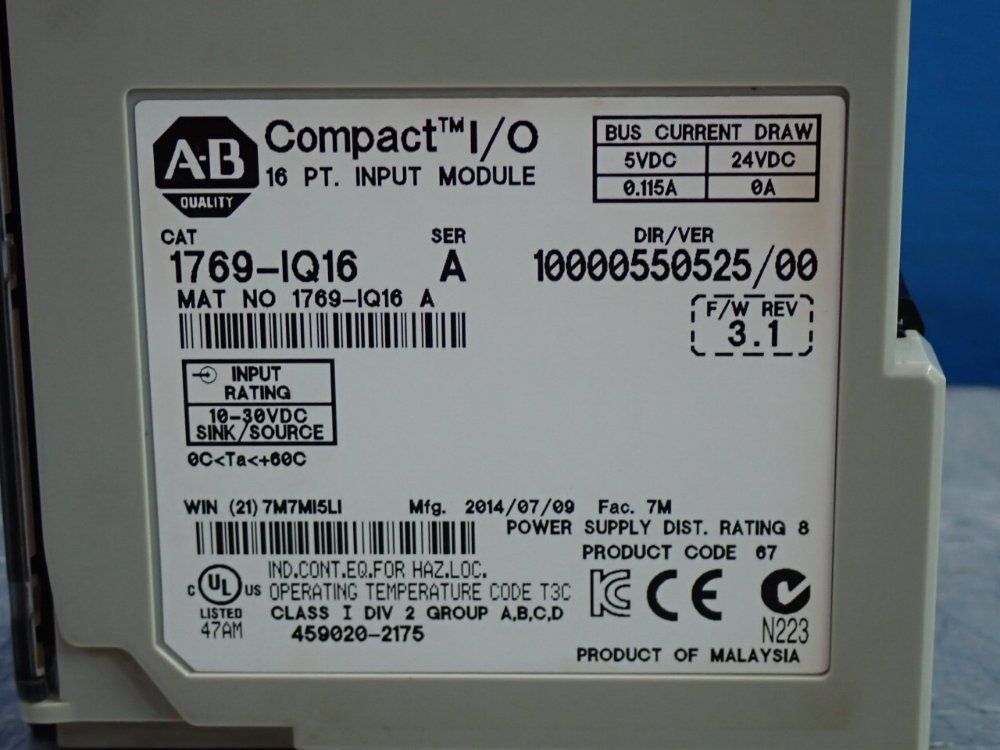 A-B
QUALITY
Compact™ I/O
16 PT. INPUT MODULE
BUS CURRENT DRAW
5VDC 24VDC
0.115A 0A
CAT SER DIR/VER
1769-IQ16 A 10000550525/00
MAT NO 1769-IQ16 A
F/W REV
3.1
INPUT
RATING
10-30VDC
SINK/SOURCE
0C<Ta<+60C
WIN (21) 7M7MI5LI Mfg. 2014/07/09 Fac. 7M
POWER SUPPLY DIST. RATING 8
PRODUCT CODE 67
IND.CONT.EQ.FOR HAZ.LOC.
C UL US OPERATING TEMPERATURE CODE T3C
LISTED CLASS I DIV 2 GROUP A,B,C,D
47AM 459020-2175
KC CE
N223
PRODUCT OF MALAYSIA